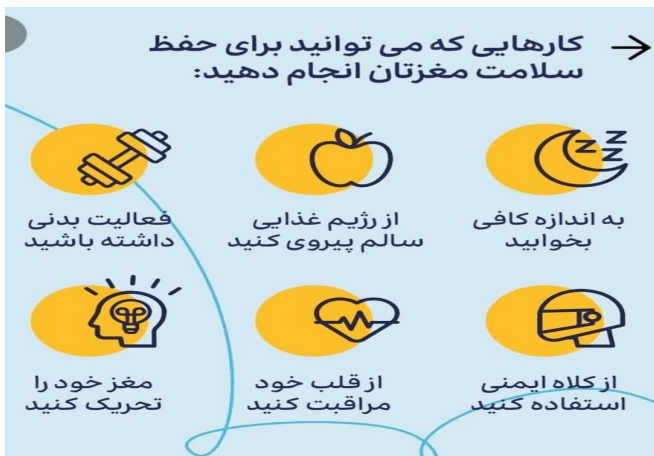 کارهایی که می توانید برای حفظ
سلامت مغزتان انجام دهید:
به اندازه کافی
بخوابید
از رژیم غذایی
سالم پیروی کنید
فعالیت بدنی
داشته باشید
از کلاه ایمنی
استفاده کنید
از قلب خود
مراقبت کنید
مغز خود را
تحریک کنید